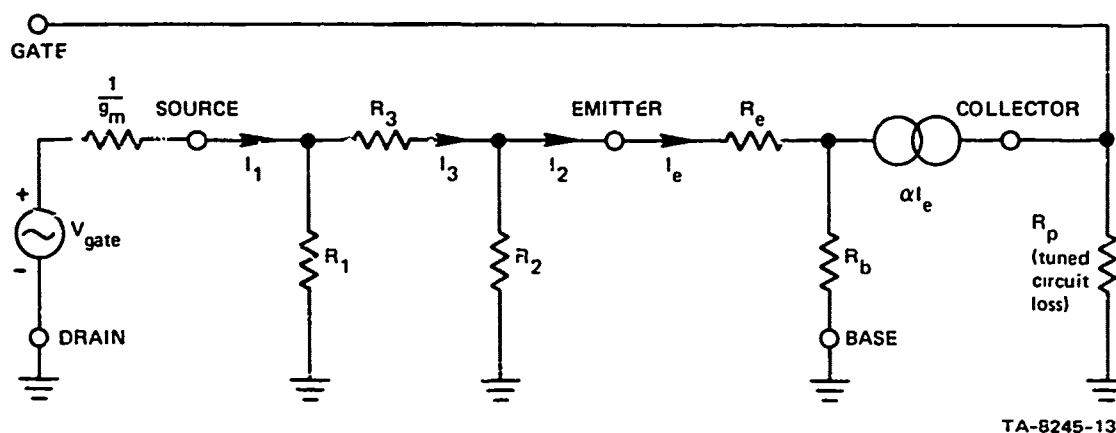 GATE
1
g_m
SOURCE
R_3
EMITTER
R_e
COLLECTOR
I_1
I_3
I_2
I_e
αI_e
+
V_gate
-
R_1
R_2
R_b
R_p
(tuned
circuit
loss)
DRAIN
BASE
TA-8245-13